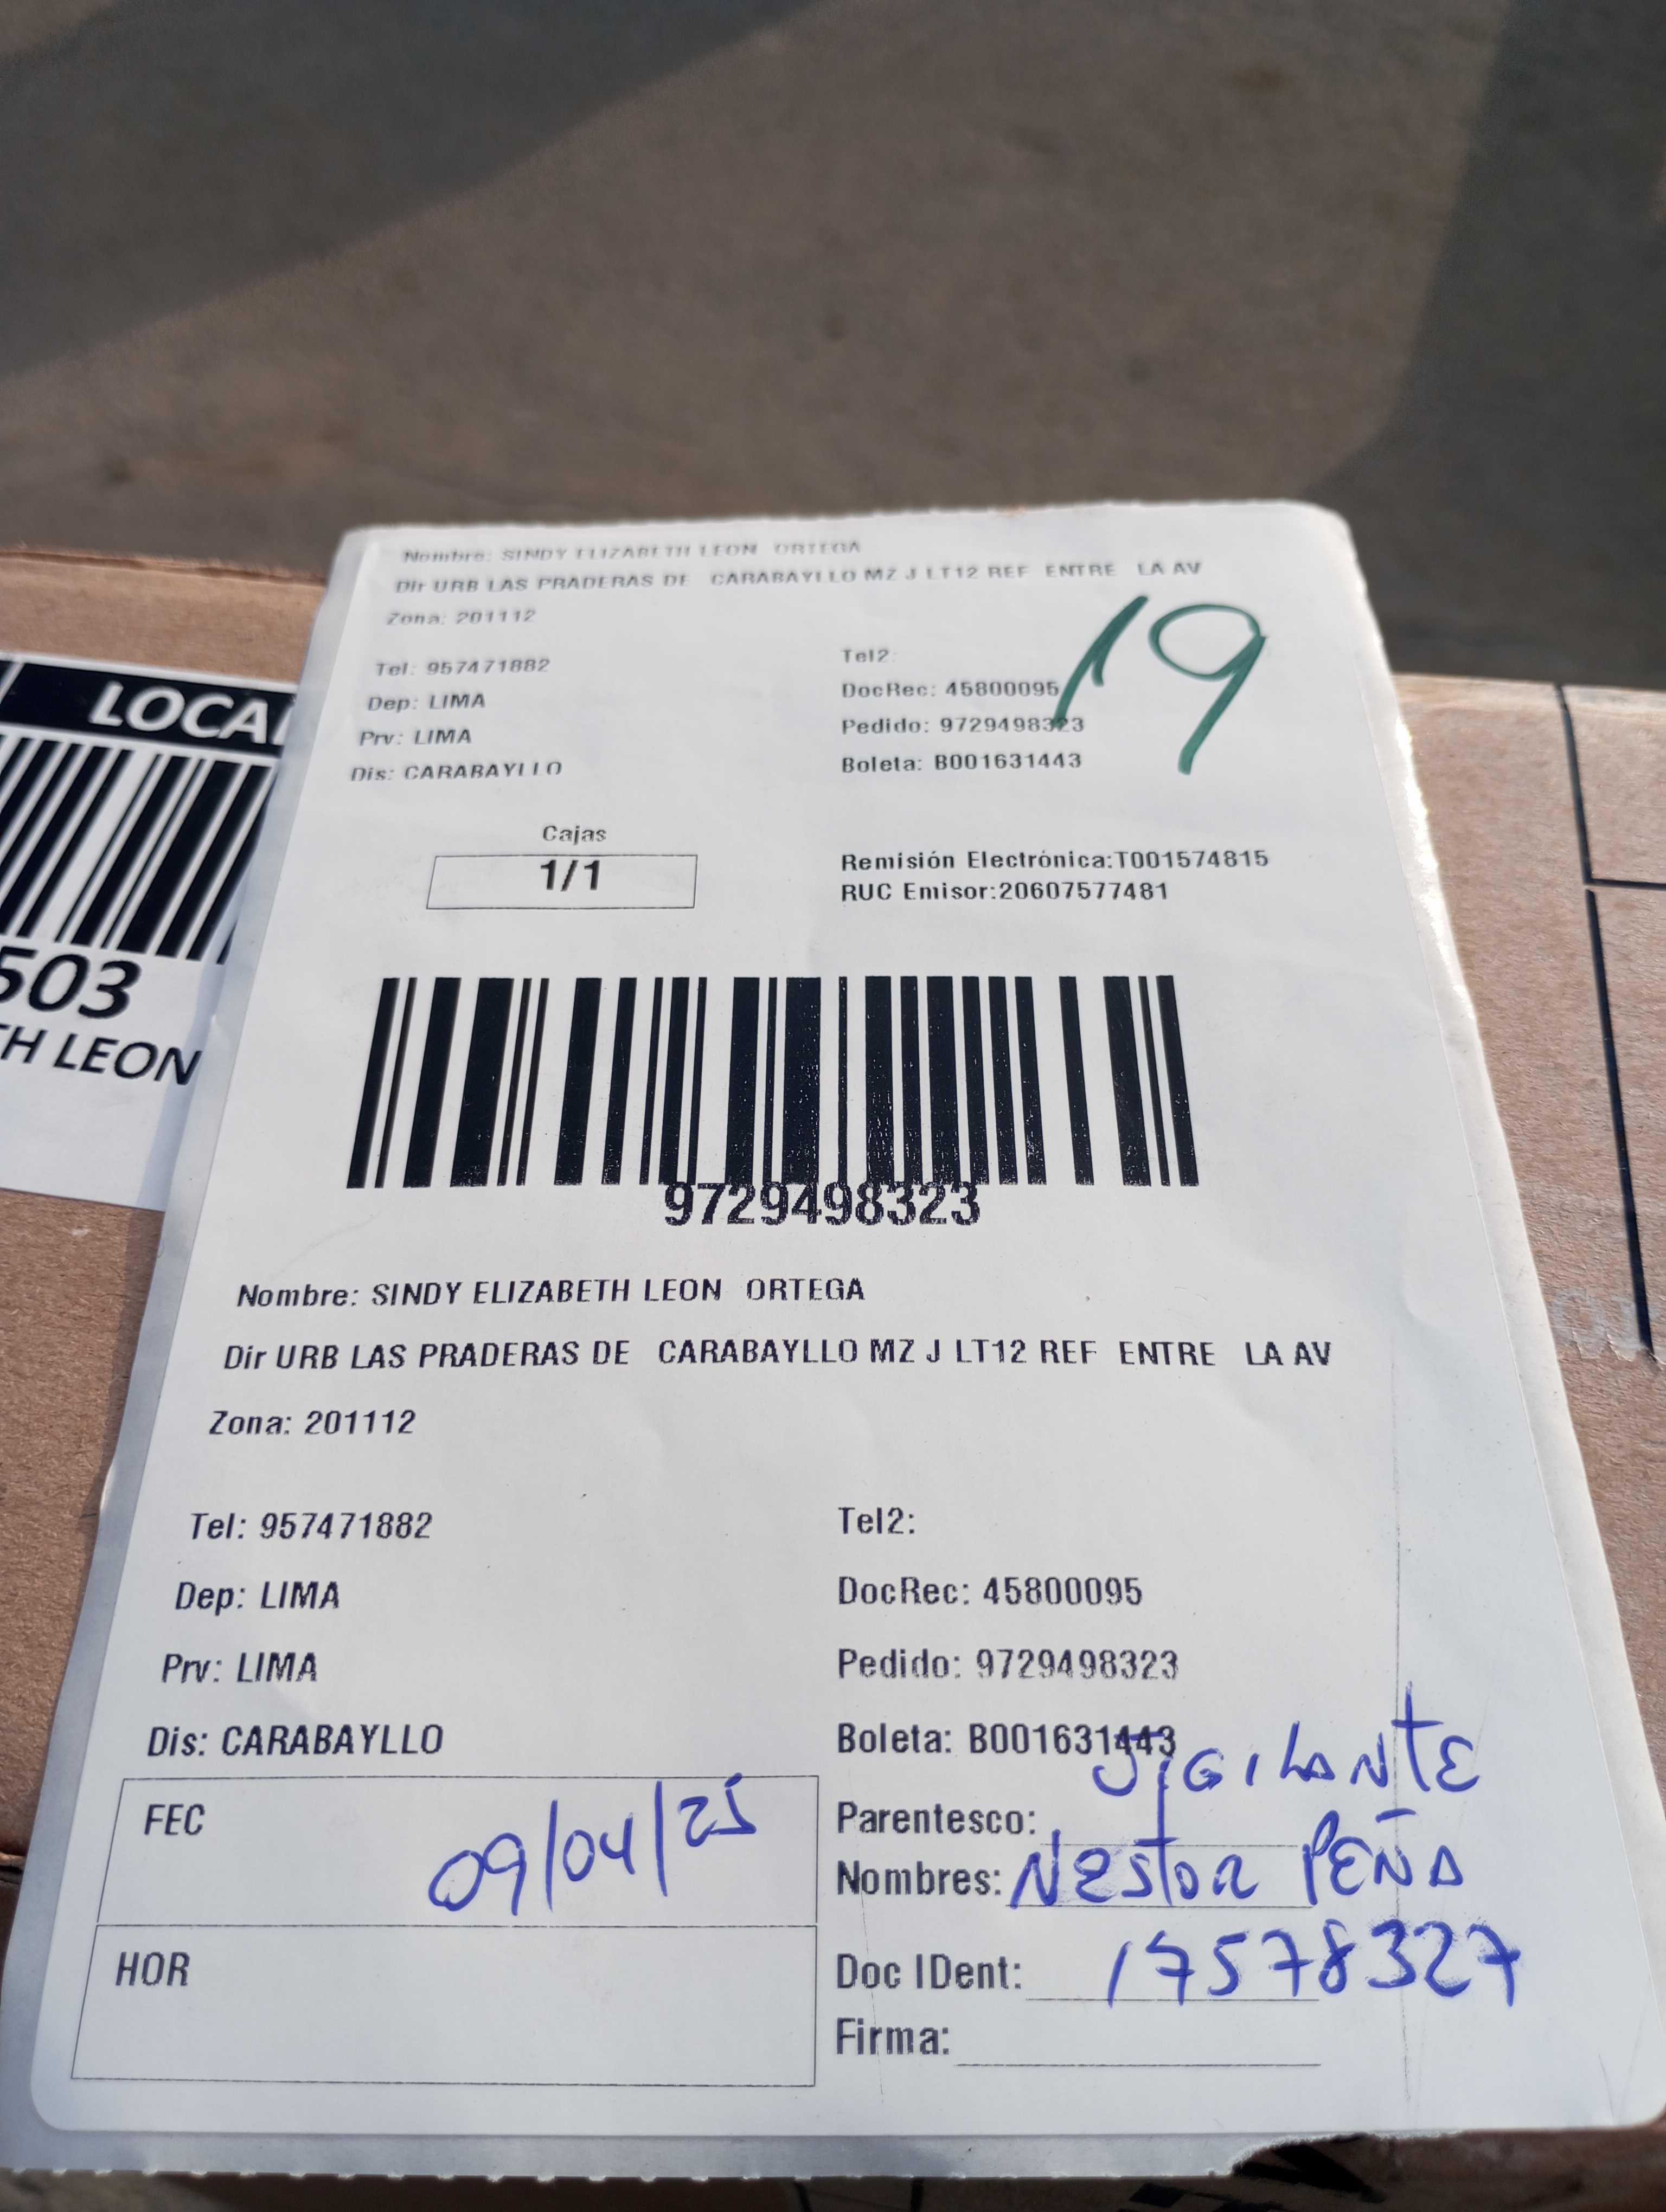 Nombre: SINDY ELIZABETH LEON ORTEGA
Dir URB LAS PRADERAS DE CARABAYLLO MZ J LT12 REF ENTRE LA AV
Zona: 201112
Tel: 957471882
Tel2:
Dep: LIMA
DocRec: 45800095
Prv: LIMA
Pedido: 9729498323
Dis: CARABAYLLO
Boleta: B001631443
19
Cajas
1/1
Remisión Electrónica:T001574815
RUC Emisor:20607577481
LOCAL
503
TH LEON
9729498323
Nombre: SINDY ELIZABETH LEON ORTEGA
Dir URB LAS PRADERAS DE CARABAYLLO MZ J LT12 REF ENTRE LA AV
Zona: 201112
Tel: 957471882
Tel2:
Dep: LIMA
DocRec: 45800095
Prv: LIMA
Pedido: 9729498323
Dis: CARABAYLLO
Boleta: B001631443
FEC 09/04/25
Parentesco: VIGILANTE
Nombres: NESTOR PEÑA
HOR
Doc IDent: 17578327
Firma: